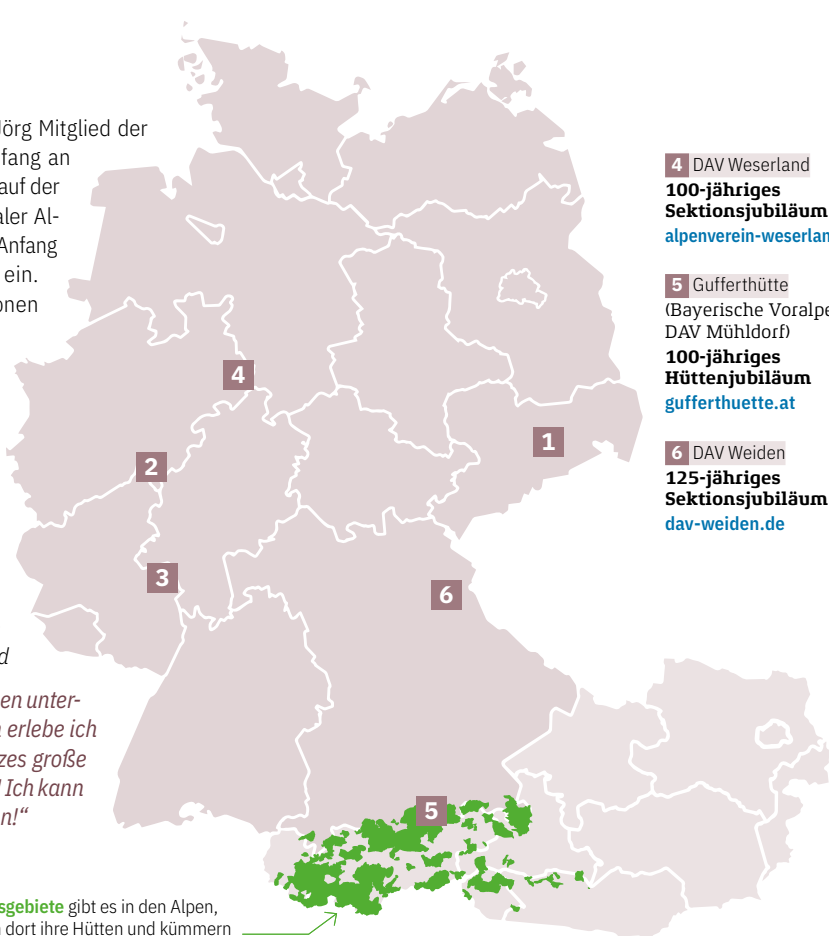 Jörg Mitglied der
fang an
auf der
aler Al-
Anfang
ein.
onen
d
en unter-
erlebe ich
zes große
Ich kann
n!“
sgebiete gibt es in den Alpen,
dort ihre Hütten und kümmern
4
2
1
3
6
5
4 DAV Weserland
100-jähriges
Sektionsjubiläum
alpenverein-weserlan
5 Gufferthütte
(Bayerische Voralpe
DAV Mühldorf)
100-jähriges
Hüttenjubiläum
gufferthuette.at
6 DAV Weiden
125-jähriges
Sektionsjubiläum
dav-weiden.de